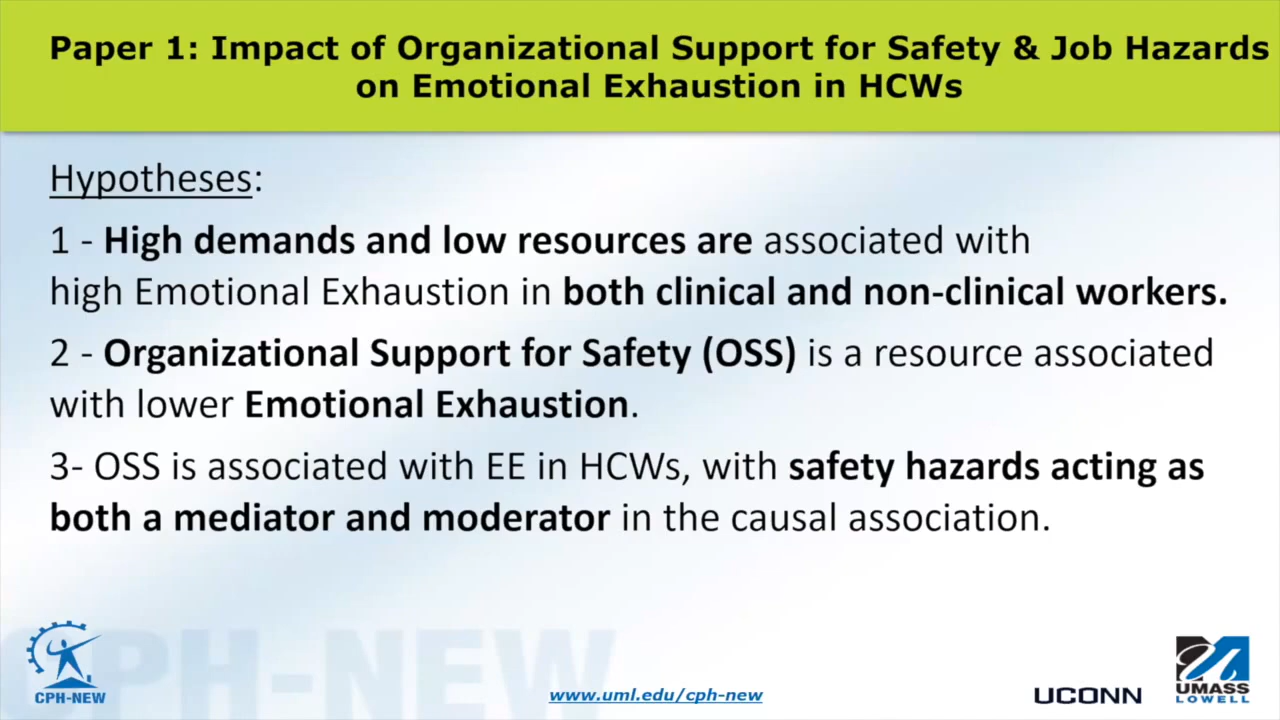 Paper 1: Impact of Organizational Support for Safety & Job Hazards
on Emotional Exhaustion in HCWs
Hypotheses:
1 - High demands and low resources are associated with
high Emotional Exhaustion in both clinical and non-clinical workers.
2 - Organizational Support for Safety (OSS) is a resource associated
with lower Emotional Exhaustion.
3- OSS is associated with EE in HCWs, with safety hazards acting as
both a mediator and moderator in the causal association.
CPH-NEW
CPH-NEW
www.uml.edu/cph-new
UCONN
UMASS
LOWELL